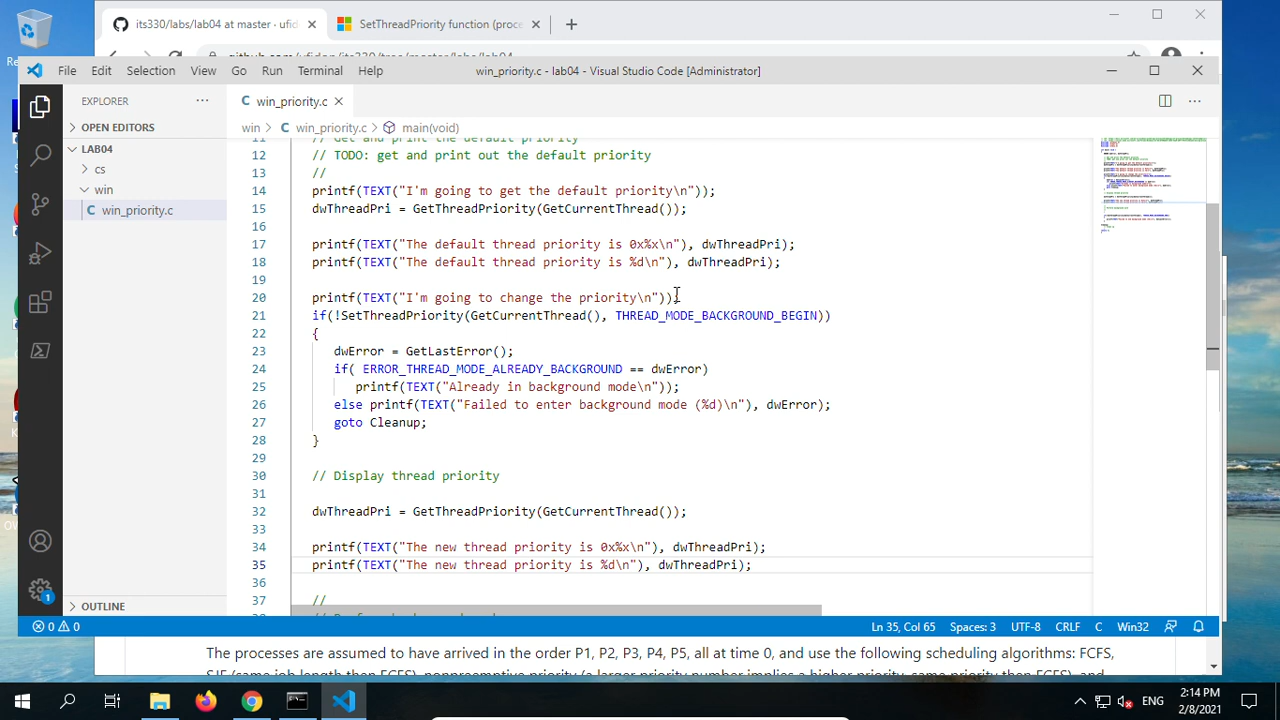 its330/labs/lab04 at master · ufid
SetThreadPriority function (proce
File Edit Selection View Go Run Terminal Help
win_priority.c - lab04 - Visual Studio Code [Administrator]
EXPLORER
win_priority.c
OPEN EDITORS
win > win_priority.c > main(void)
LAB04
cs
win
win_priority.c
11 // Get and print the default priority
12 // TODO: get and print out the default priority
13 //
14 printf(TEXT("I'm going to get the default priority\n"));
15 dwThreadPri = GetThreadPriority(GetCurrentThread());
16
17 printf(TEXT("The default thread priority is 0x%x\n"), dwThreadPri);
18 printf(TEXT("The default thread priority is %d\n"), dwThreadPri);
19
20 printf(TEXT("I'm going to change the priority\n"));
21 if(!SetThreadPriority(GetCurrentThread(), THREAD_MODE_BACKGROUND_BEGIN))
22 {
23 dwError = GetLastError();
24 if( ERROR_THREAD_MODE_ALREADY_BACKGROUND == dwError)
25 printf(TEXT("Already in background mode\n"));
26 else printf(TEXT("Failed to enter background mode (%d)\n"), dwError);
27 goto Cleanup;
28 }
29
30 // Display thread priority
31
32 dwThreadPri = GetThreadPriority(GetCurrentThread());
33
34 printf(TEXT("The new thread priority is 0x%x\n"), dwThreadPri);
35 printf(TEXT("The new thread priority is %d\n"), dwThreadPri);
36
37 //
OUTLINE
0 0 Ln 35, Col 65 Spaces: 3 UTF-8 CRLF C Win32
The processes are assumed to have arrived in the order P1, P2, P3, P4, P5, all at time 0, and use the following scheduling algorithms: FCFS,
ENG
2:14 PM
2/8/2021